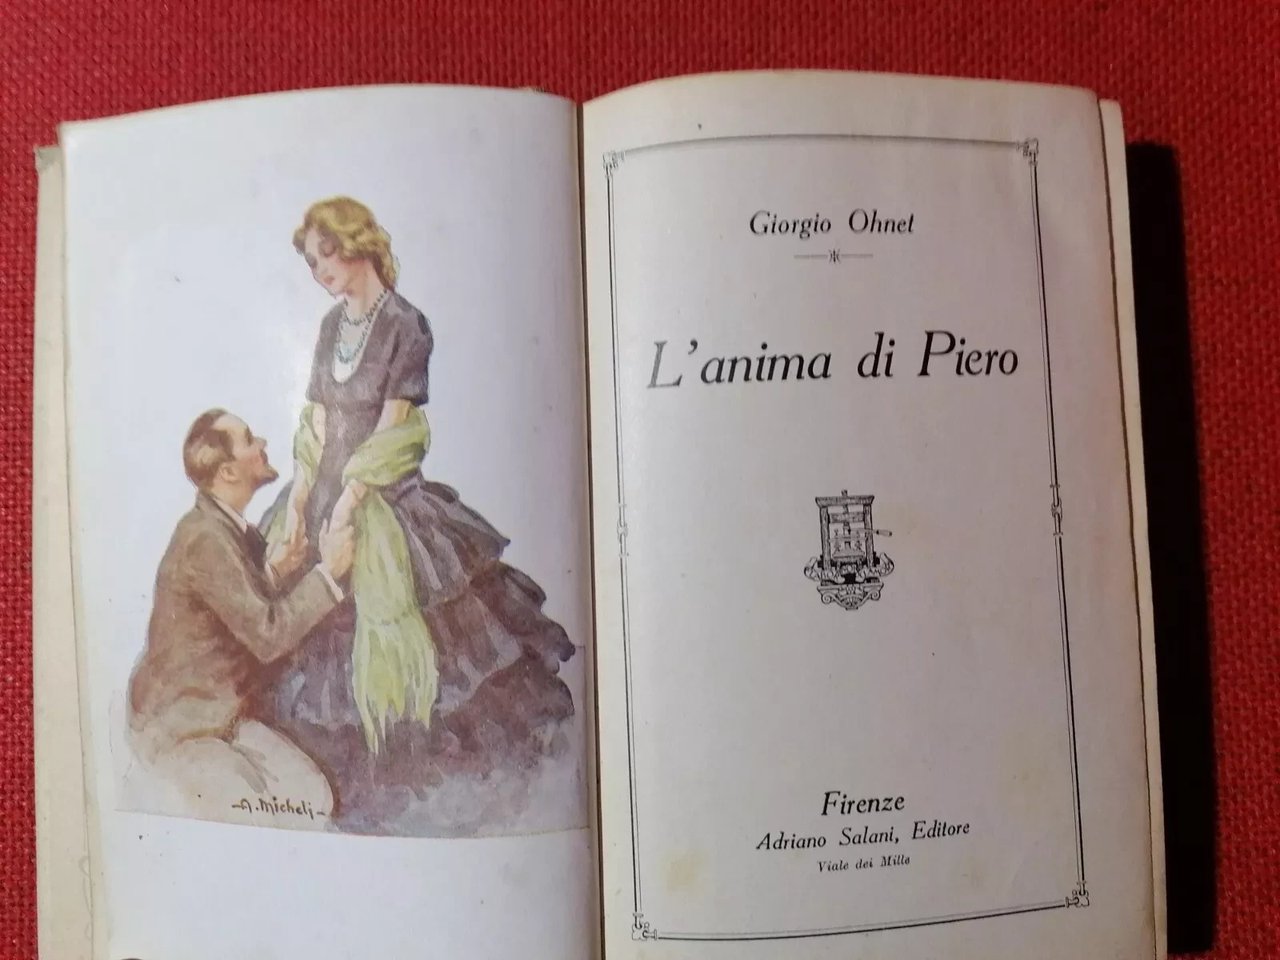 -A. Micheli-
Giorgio Ohnet
L'anima di Piero
Firenze
Adriano Salani, Editore
Viale dei Mille